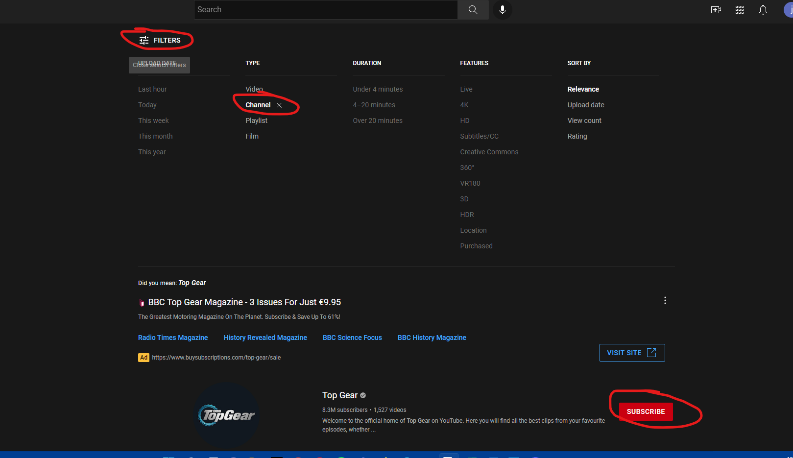 Search
FILTERS
TYPE DURATION FEATURES SORT BY
Last hour Video Under 4 minutes Live Relevance
Today Channel 4 - 20 minutes 4K Upload date
This week Playlist Over 20 minutes HD View count
This month Film Subtitles/CC Rating
This year Creative Commons
360°
VR180
3D
HDR
Location
Purchased
Did you mean: Top Gear
BBC Top Gear Magazine - 3 Issues For Just €9.95
The Greatest Motoring Magazine On The Planet. Subscribe & Save Up To 61%!
Radio Times Magazine History Revealed Magazine BBC Science Focus BBC History Magazine
VISIT SITE
Ad https://www.buysubscriptions.com/top-gear/sale
Top Gear
TopGear
8.3M subscribers • 1,527 videos
SUBSCRIBE
Welcome to the official home of Top Gear on YouTube. Here you will find all the best clips from your favourite
episodes, whether ...